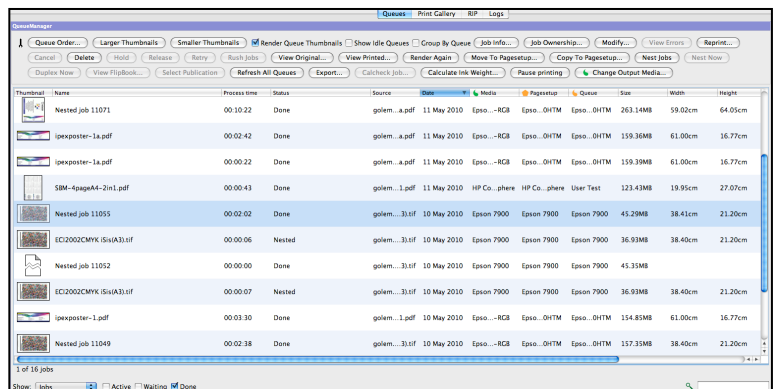 Queues Print Gallery RIP Logs
QueueManager
Queue Order... Larger Thumbnails Smaller Thumbnails Render Queue Thumbnails Show Idle Queues Group By Queue Job Info... Job Ownership... Modify... View Errors Reprint...
Cancel Delete Hold Release Retry Rush Jobs View Original... View Printed... Render Again Move To Pagesetup... Copy To Pagesetup... Nest Jobs Nest Now
Duplex Now View FlipBook... Select Publication Refresh All Queues Export... Calcheck Job... Calculate Ink Weight... Pause printing Change Output Media...
Thumbnail Name Process time Status Source Date Media Pagesetup Queue Size Width Height
Nested job 11071 00:10:22 Done golem...a.pdf 11 May 2010 Epso...-RGB Epso...0HTM Epso...0HTM 263.14MB 59.02cm 64.05cm
ipexposter-1a.pdf 00:02:42 Done golem...a.pdf 11 May 2010 Epso...-RGB Epso...0HTM Epso...0HTM 159.36MB 61.00cm 16.77cm
ipexposter-1a.pdf 00:00:22 Done golem...a.pdf 11 May 2010 Epso...-RGB Epso...0HTM Epso...0HTM 159.39MB 61.00cm 16.77cm
SBM-4pageA4-2in1.pdf 00:00:43 Done golem...1.pdf 11 May 2010 HP Co...phere HP Co...phere User Test 123.43MB 19.95cm 27.07cm
Nested job 11055 00:02:02 Done golem....3).tif 10 May 2010 Epson 7900 Epson 7900 Epson 7900 45.29MB 38.41cm 21.20cm
ECI2002CMYK iSis(A3).tif 00:00:06 Nested golem....3).tif 10 May 2010 Epson 7900 Epson 7900 Epson 7900 36.93MB 38.40cm 21.20cm
Nested job 11052 00:00:00 Done golem....3).tif 10 May 2010 Epson 7900 Epson 7900 Epson 7900 45.35MB
ECI2002CMYK iSis(A3).tif 00:00:07 Nested golem....3).tif 10 May 2010 Epson 7900 Epson 7900 Epson 7900 36.93MB 38.40cm 21.20cm
ipexposter-1.pdf 00:03:30 Done golem...1.pdf 10 May 2010 Epso...0HTM Epso...0HTM Epso...0HTM 154.85MB 61.00cm 16.77cm
Nested job 11049 00:02:38 Done golem....3).tif 10 May 2010 Epso...0HTM Epso...0HTM Epso...0HTM 157.35MB 38.40cm 21.20cm
1 of 16 jobs
Show: Jobs Active Waiting Done